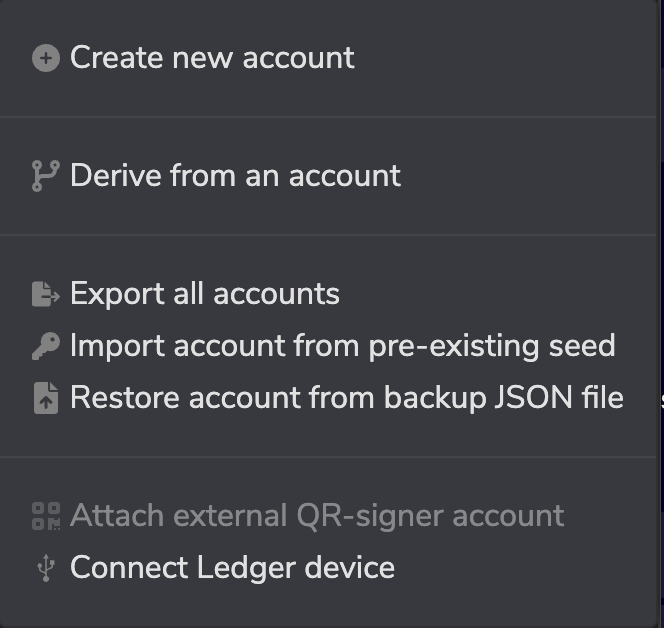 Create new account
Derive from an account
Export all accounts
Import account from pre-existing seed
Restore account from backup JSON file
Attach external QR-signer account
Connect Ledger device